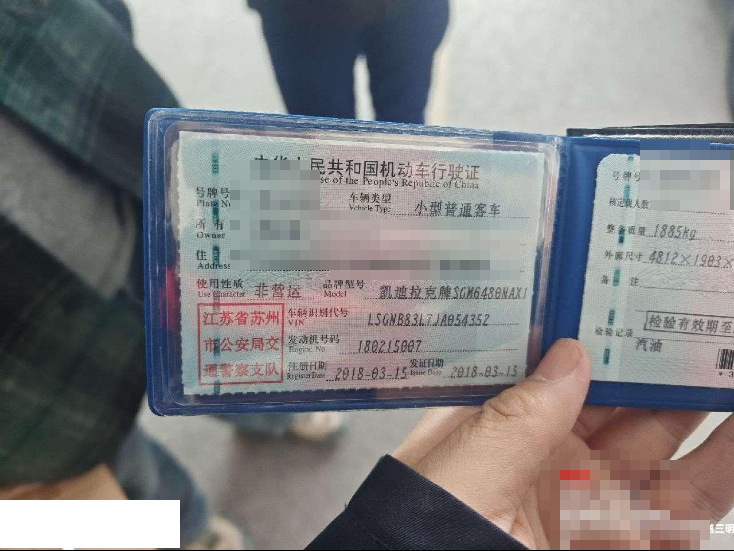 民共和国机动车行驶证
se of the People's Republic of China
号牌号
Plate N
车辆类型 小型普通客车
Vehicle Type
所有
Owner
住
Address
使用性质 非营运
Use Character
品牌型号 凯迪拉克牌SGM6480NAX1
Model
江苏省苏州
市公安局交
通警察支队
车辆识别代号 LSGNB83L7JA054352
VIN
发动机号码 180215007
Engine No.
注册日期 2018-03-15
Register Date
发证日期 2018-03-15
Issue Date
号牌号
核定载人数
整备质量 1885kg
外廓尺寸 4812×1903×
备注
检验有效期至
检验记录
汽油